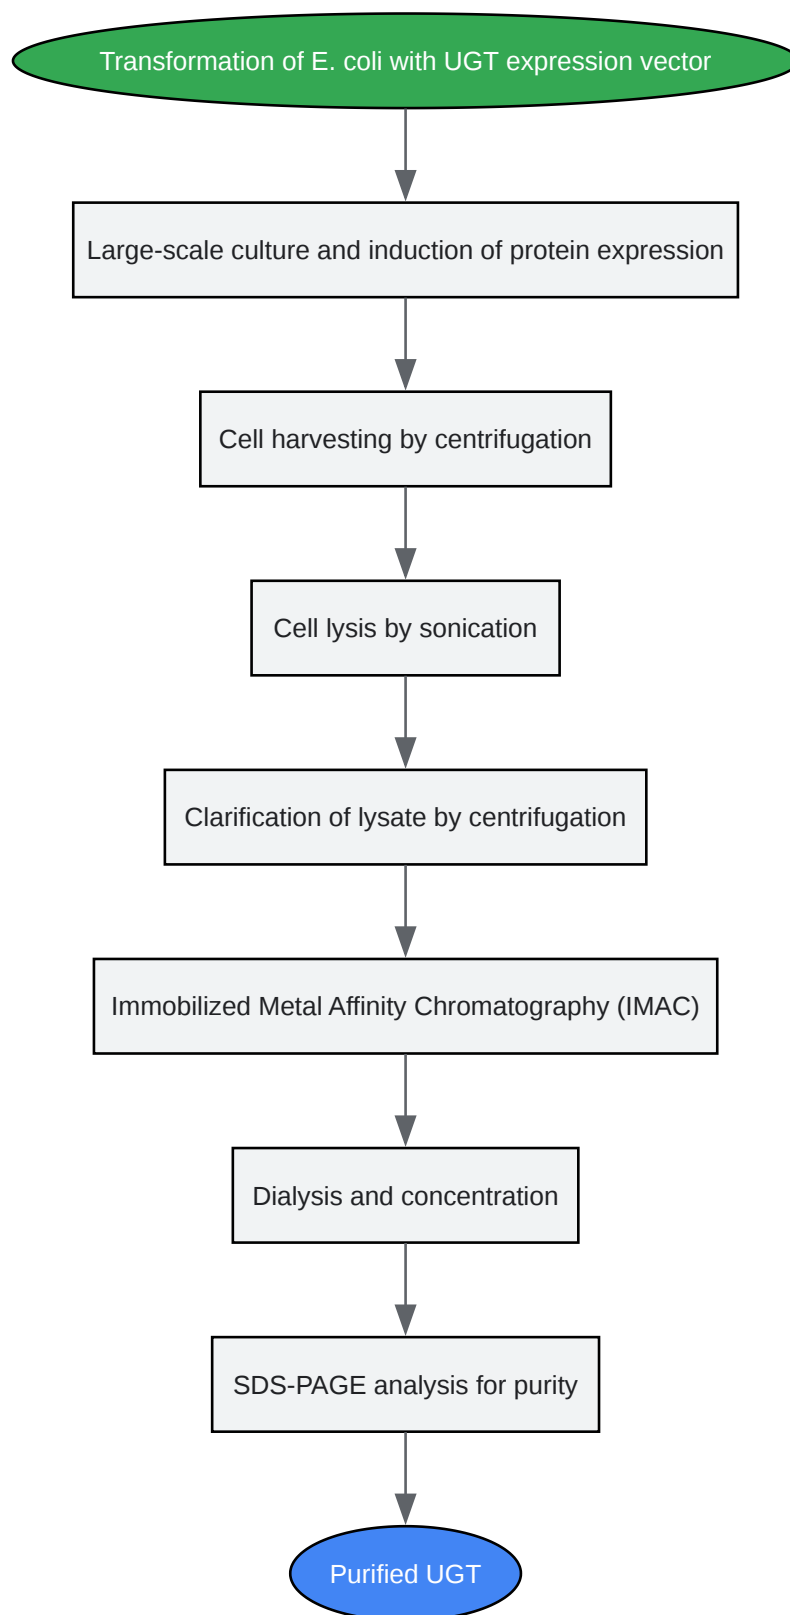 Transformation of E. coli with UGT expression vector
Large-scale culture and induction of protein expression
Cell harvesting by centrifugation
Cell lysis by sonication
Clarification of lysate by centrifugation
Immobilized Metal Affinity Chromatography (IMAC)
Dialysis and concentration
SDS-PAGE analysis for purity
Purified UGT